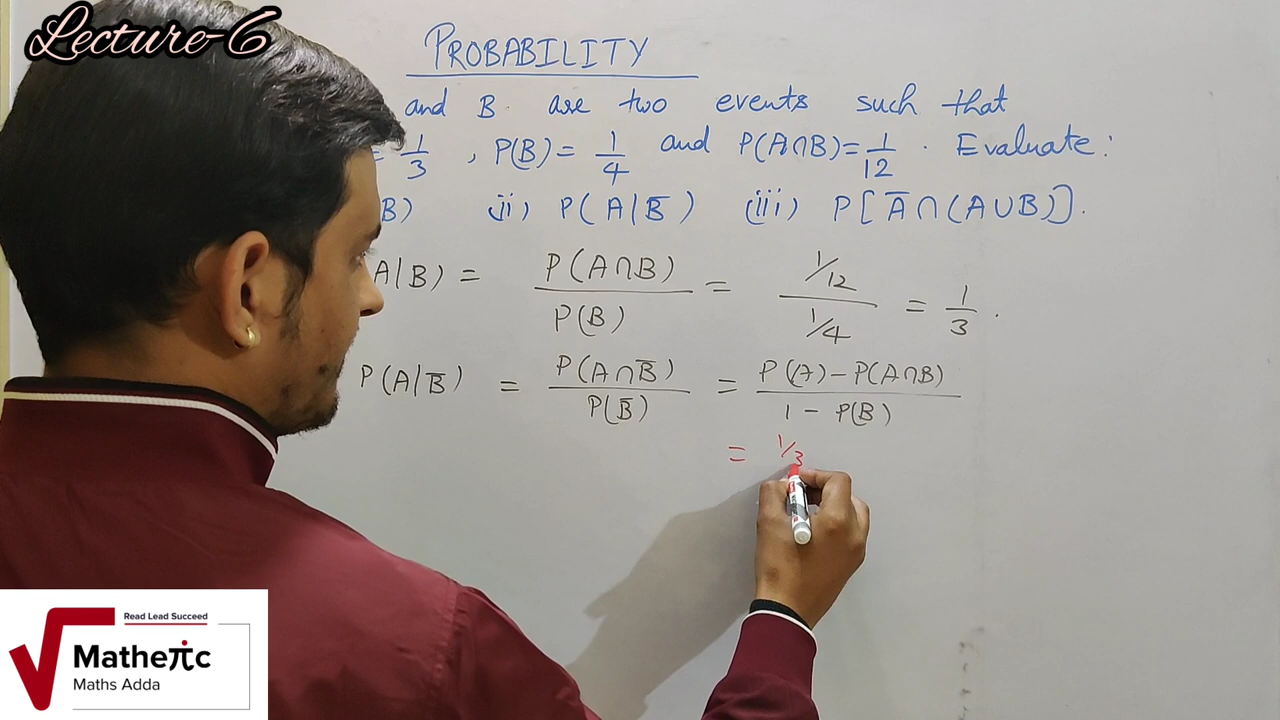 Lecture-6
PROBABILITY
and B. are two events such that
= 1/3 , P(B) = 1/4 and P(A∩B) = 1/12 . Evaluate :
B) ii) P(A|B̅) (iii) P[A̅∩(A∪B)].
A|B) = P(A∩B)/P(B) = (1/12)/(1/4) = 1/3 .
P(A|B̅) = P(A∩B̅)/P(B̅) = (P(A)-P(A∩B))/(1-P(B))
= 1/3
Read Lead Succeed
Matheπc
Maths Adda